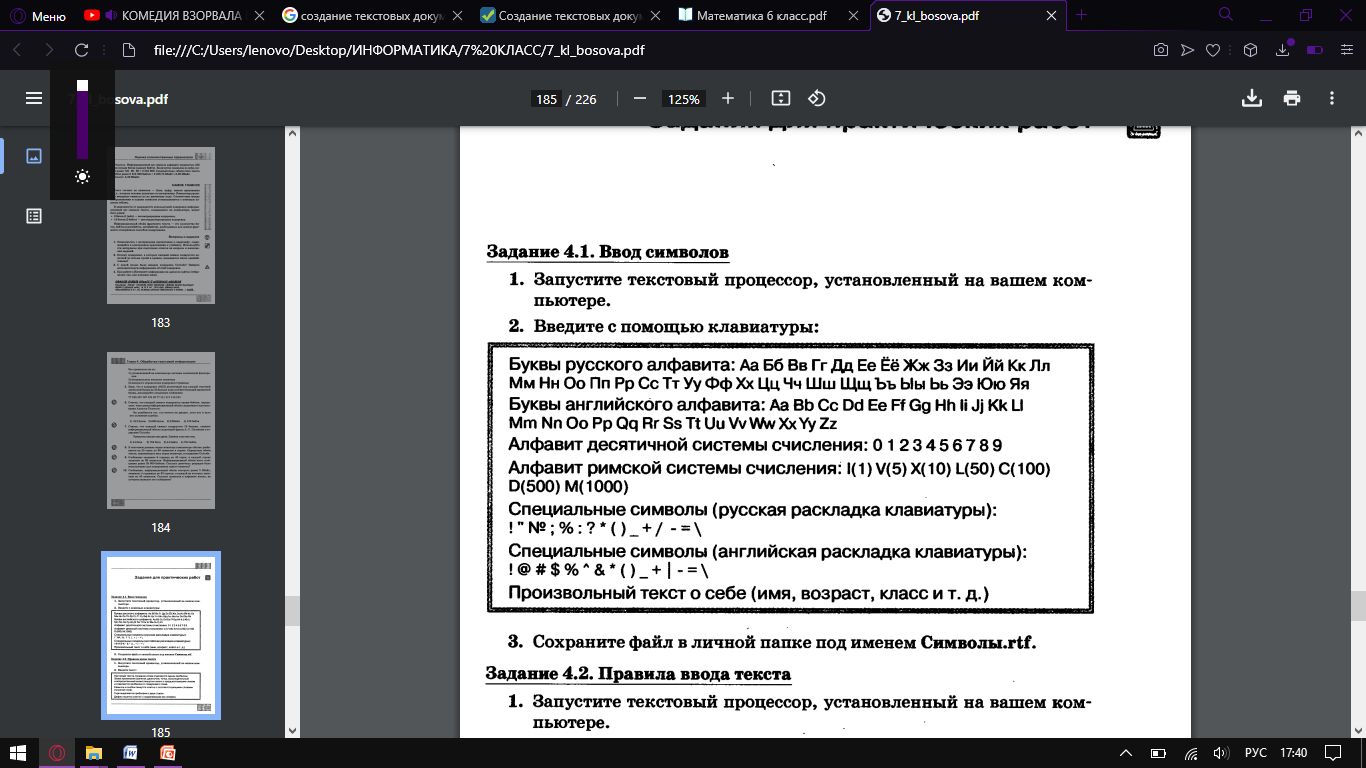 Меню
КОМЕДИЯ ВЗОРВАЛА
создание текстовых докум
Создание текстовых доку
Математика 6 класс.pdf
7_kl_bosova.pdf
file:///C:/Users/lenovo/Desktop/ИНФОРМАТИКА/7%20КЛАСС/7_kl_bosova.pdf
bosova.pdf
185 / 226
125%
Задания для практических работ
Задание 4.1. Ввод символов
1. Запустите текстовый процессор, установленный на вашем ком-
пьютере.
2. Введите с помощью клавиатуры:
Буквы русского алфавита: Аа Бб Вв Гг Дд Ее Ёё Жж Зз Ии Йй Кк Лл
Мм Нн Оо Пп Рр Сс Тт Уу Фф Хх Цц Чч Шш Щщ Ъъ Ыы Ьь Ээ Юю Яя
Буквы английского алфавита: Aa Bb Cc Dd Ee Ff Gg Hh Ii Jj Kk Ll
Mm Nn Oo Pp Qq Rr Ss Tt Uu Vv Ww Xx Yy Zz
Алфавит десятичной системы счисления: 0 1 2 3 4 5 6 7 8 9
Алфавит римской системы счисления: I(1) V(5) X(10) L(50) C(100)
D(500) M(1000)
Специальные символы (русская раскладка клавиатуры):
! " № ; % : ? * ( ) _ + / - = \
Специальные символы (английская раскладка клавиатуры):
! @ # $ % ^ & * ( ) _ + | - = \
Произвольный текст о себе (имя, возраст, класс и т. д.)
3. Сохраните файл в личной папке под именем Символы.rtf.
Задание 4.2. Правила ввода текста
1. Запустите текстовый процессор, установленный на вашем ком-
пьютере.
183
184
185
РУС
17:40